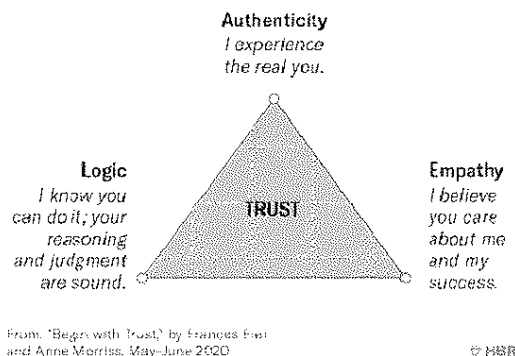 Authenticity
I experience
the real you.
Logic
I know you
can do it; your
reasoning
and judgment
are sound.
TRUST
Empathy
I believe
you care
about me
and my
success.
From: "Begin with Trust," by Frances Frei
and Anne Morriss, May–June 2020
HBR